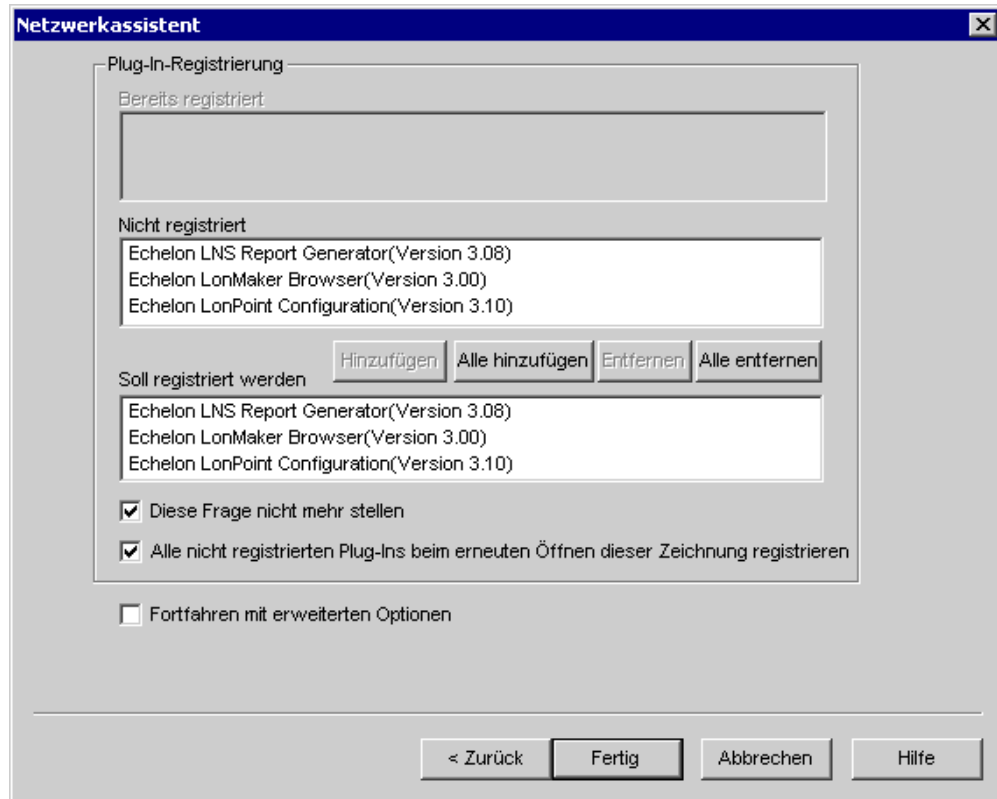 Netzwerkassistent
Plug-In-Registrierung
Bereits registriert
Nicht registriert
Echelon LNS Report Generator(Version 3.08)
Echelon LonMaker Browser(Version 3.00)
Echelon LonPoint Configuration(Version 3.10)
Hinzufügen Alle hinzufügen Entfernen Alle entfernen
Soll registriert werden
Echelon LNS Report Generator(Version 3.08)
Echelon LonMaker Browser(Version 3.00)
Echelon LonPoint Configuration(Version 3.10)
Diese Frage nicht mehr stellen
Alle nicht registrierten Plug-Ins beim erneuten Öffnen dieser Zeichnung registrieren
Fortfahren mit erweiterten Optionen
< Zurück Fertig Abbrechen Hilfe